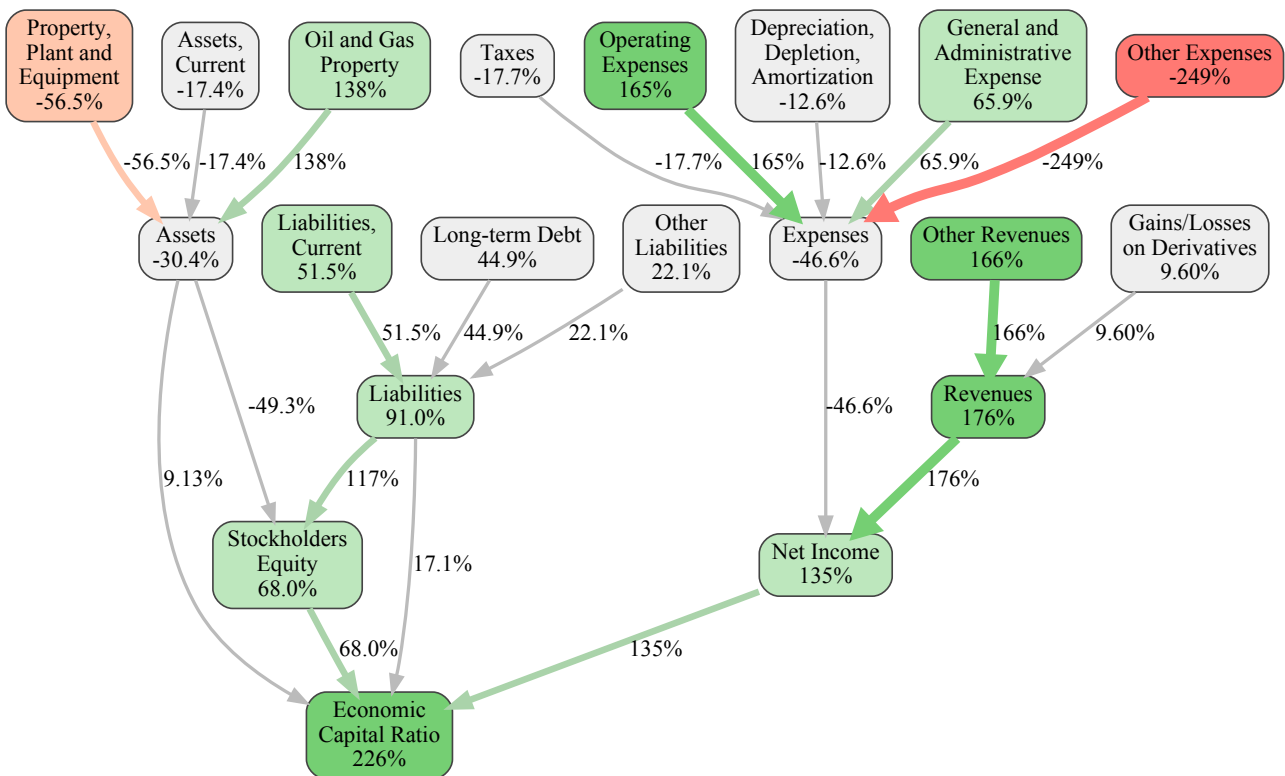 Property,
Plant and
Equipment
-56.5%
Assets,
Current
-17.4%
Oil and Gas
Property
138%
Taxes
-17.7%
Operating
Expenses
165%
Depreciation,
Depletion,
Amortization
-12.6%
General and
Administrative
Expense
65.9%
Other Expenses
-249%
-56.5%
-17.4%
138%
-17.7%
165%
-12.6%
65.9%
-249%
Assets
-30.4%
Liabilities,
Current
51.5%
Long-term Debt
44.9%
Other
Liabilities
22.1%
Expenses
-46.6%
Other Revenues
166%
Gains/Losses
on Derivatives
9.60%
51.5%
44.9%
22.1%
166%
9.60%
-49.3%
Liabilities
91.0%
-46.6%
Revenues
176%
9.13%
117%
176%
Stockholders
Equity
68.0%
17.1%
Net Income
135%
68.0%
135%
Economic
Capital Ratio
226%